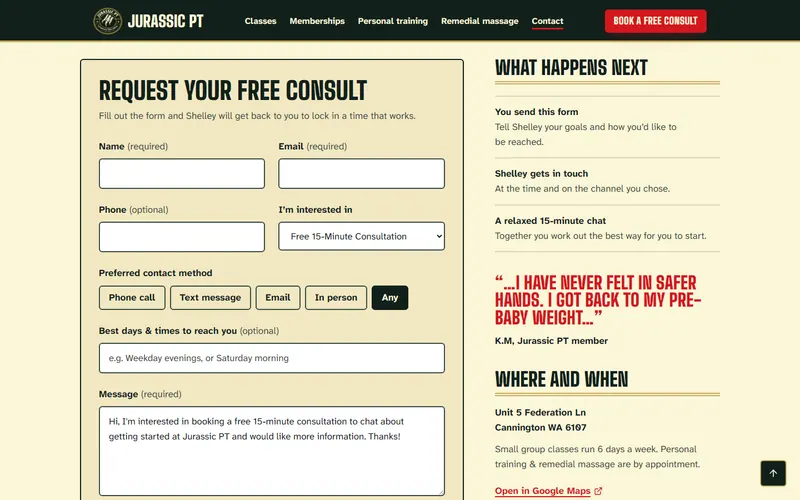 JURASSIC PT
Classes
Memberships
Personal training
Remedial massage
Contact
BOOK A FREE CONSULT
REQUEST YOUR FREE CONSULT
Fill out the form and Shelley will get back to you to lock in a time that works.
Name (required)
Email (required)
Phone (optional)
I'm interested in
Free 15-Minute Consultation
Preferred contact method
Phone call
Text message
Email
In person
Any
Best days & times to reach you (optional)
e.g. Weekday evenings, or Saturday morning
Message (required)
Hi, I'm interested in booking a free 15-minute consultation to chat about
getting started at Jurassic PT and would like more information. Thanks!
WHAT HAPPENS NEXT
You send this form
Tell Shelley your goals and how you'd like to
be reached.
Shelley gets in touch
At the time and on the channel you chose.
A relaxed 15-minute chat
Together you work out the best way for you to start.
“...I HAVE NEVER FELT IN SAFER
HANDS. I GOT BACK TO MY PRE-
BABY WEIGHT...”
K.M, Jurassic PT member
WHERE AND WHEN
Unit 5 Federation Ln
Cannington WA 6107
Small group classes run 6 days a week. Personal
training & remedial massage are by appointment.
Open in Google Maps